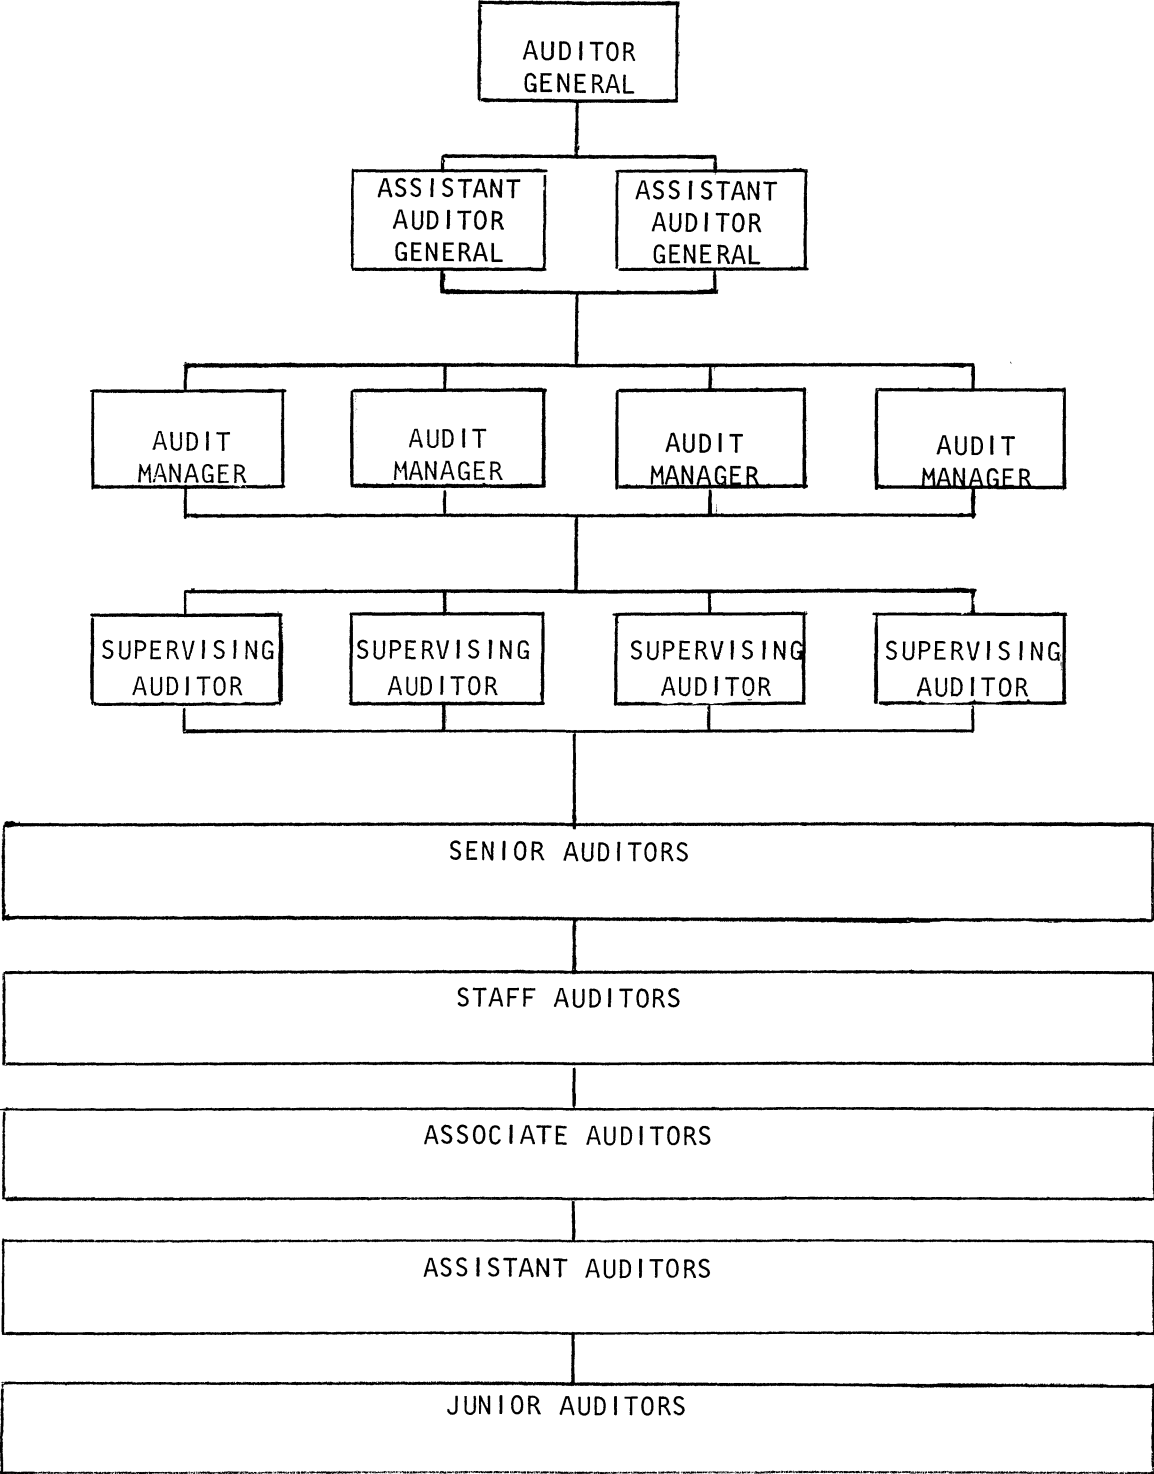 AUDITOR
GENERAL
ASSISTANT
AUDITOR
GENERAL
ASSISTANT
AUDITOR
GENERAL
AUDIT
MANAGER
AUDIT
MANAGER
AUDIT
MANAGER
AUDIT
MANAGER
SUPERVISING
AUDITOR
SUPERVISING
AUDITOR
SUPERVISING
AUDITOR
SUPERVISING
AUDITOR
SENIOR AUDITORS
STAFF AUDITORS
ASSOCIATE AUDITORS
ASSISTANT AUDITORS
JUNIOR AUDITORS